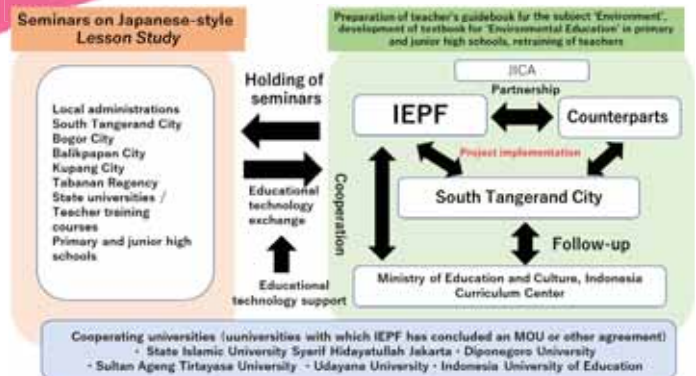 Seminars on Japanese-style
Lesson Study
Preparation of teacher's guidebook for the subject 'Environment',
development of textbook for 'Environmental Education' in primary
and junior high schools, retraining of teachers
Local administrations
South Tangerand City
Bogor City
Balikpapan City
Kupang City
Tabanan Regency
State universities /
Teacher training
courses
Primary and junior high
schools
Holding of
seminars
Educational
technology
exchange
Educational
technology support
Cooperation
JICA
Partnership
IEPF
Counterparts
Project implementation
South Tangerand City
Follow-up
Ministry of Education and Culture, Indonesia
Curriculum Center
Cooperating universities (uuniversities with which IEPF has concluded an MOU or other agreement)
・ State Islamic University Syarif Hidayatullah Jakarta ・ Diponegoro University
・ Sultan Ageng Tirtayasa University ・ Udayana University ・ Indonesia University of Education